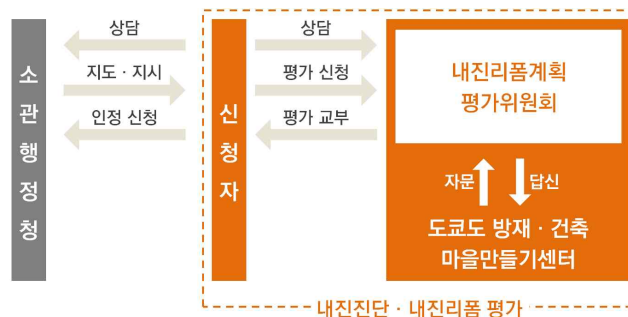 소관행정청
상담
지도 · 지시
인정 신청
신청자
상담
평가 신청
평가 교부
내진리폼계획
평가위원회
자문
답신
도쿄도 방재 · 건축
마을만들기센터
내진진단 · 내진리폼 평가